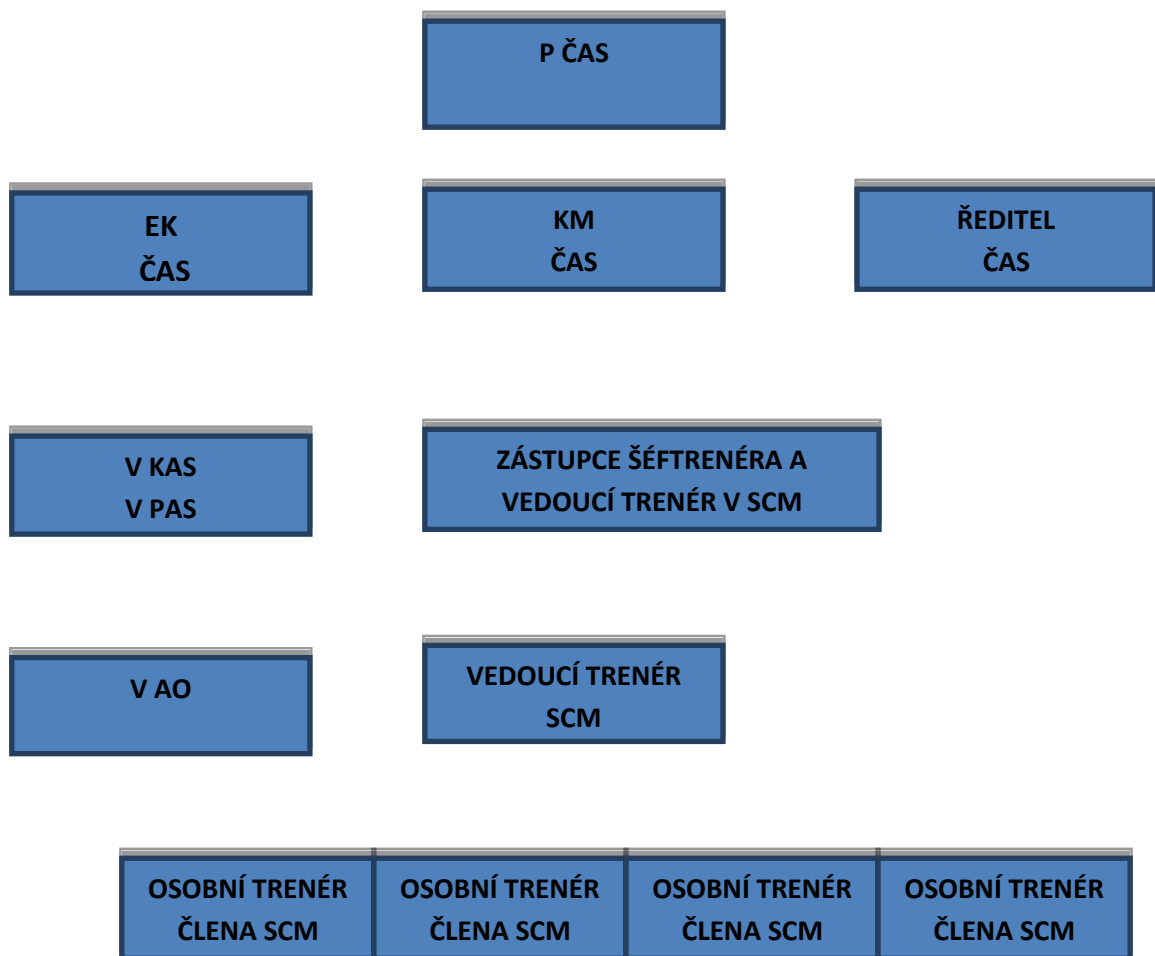 P ČAS
EK
ČAS
KM
ČAS
ŘEDITEL
ČAS
V KAS
V PAS
ZÁSTUPCE ŠÉFTRENÉRA A
VEDOUCÍ TRENÉR V SCM
V AO
VEDOUCÍ TRENÉR
SCM
OSOBNÍ TRENÉR
ČLENA SCM
OSOBNÍ TRENÉR
ČLENA SCM
OSOBNÍ TRENÉR
ČLENA SCM
OSOBNÍ TRENÉR
ČLENA SCM